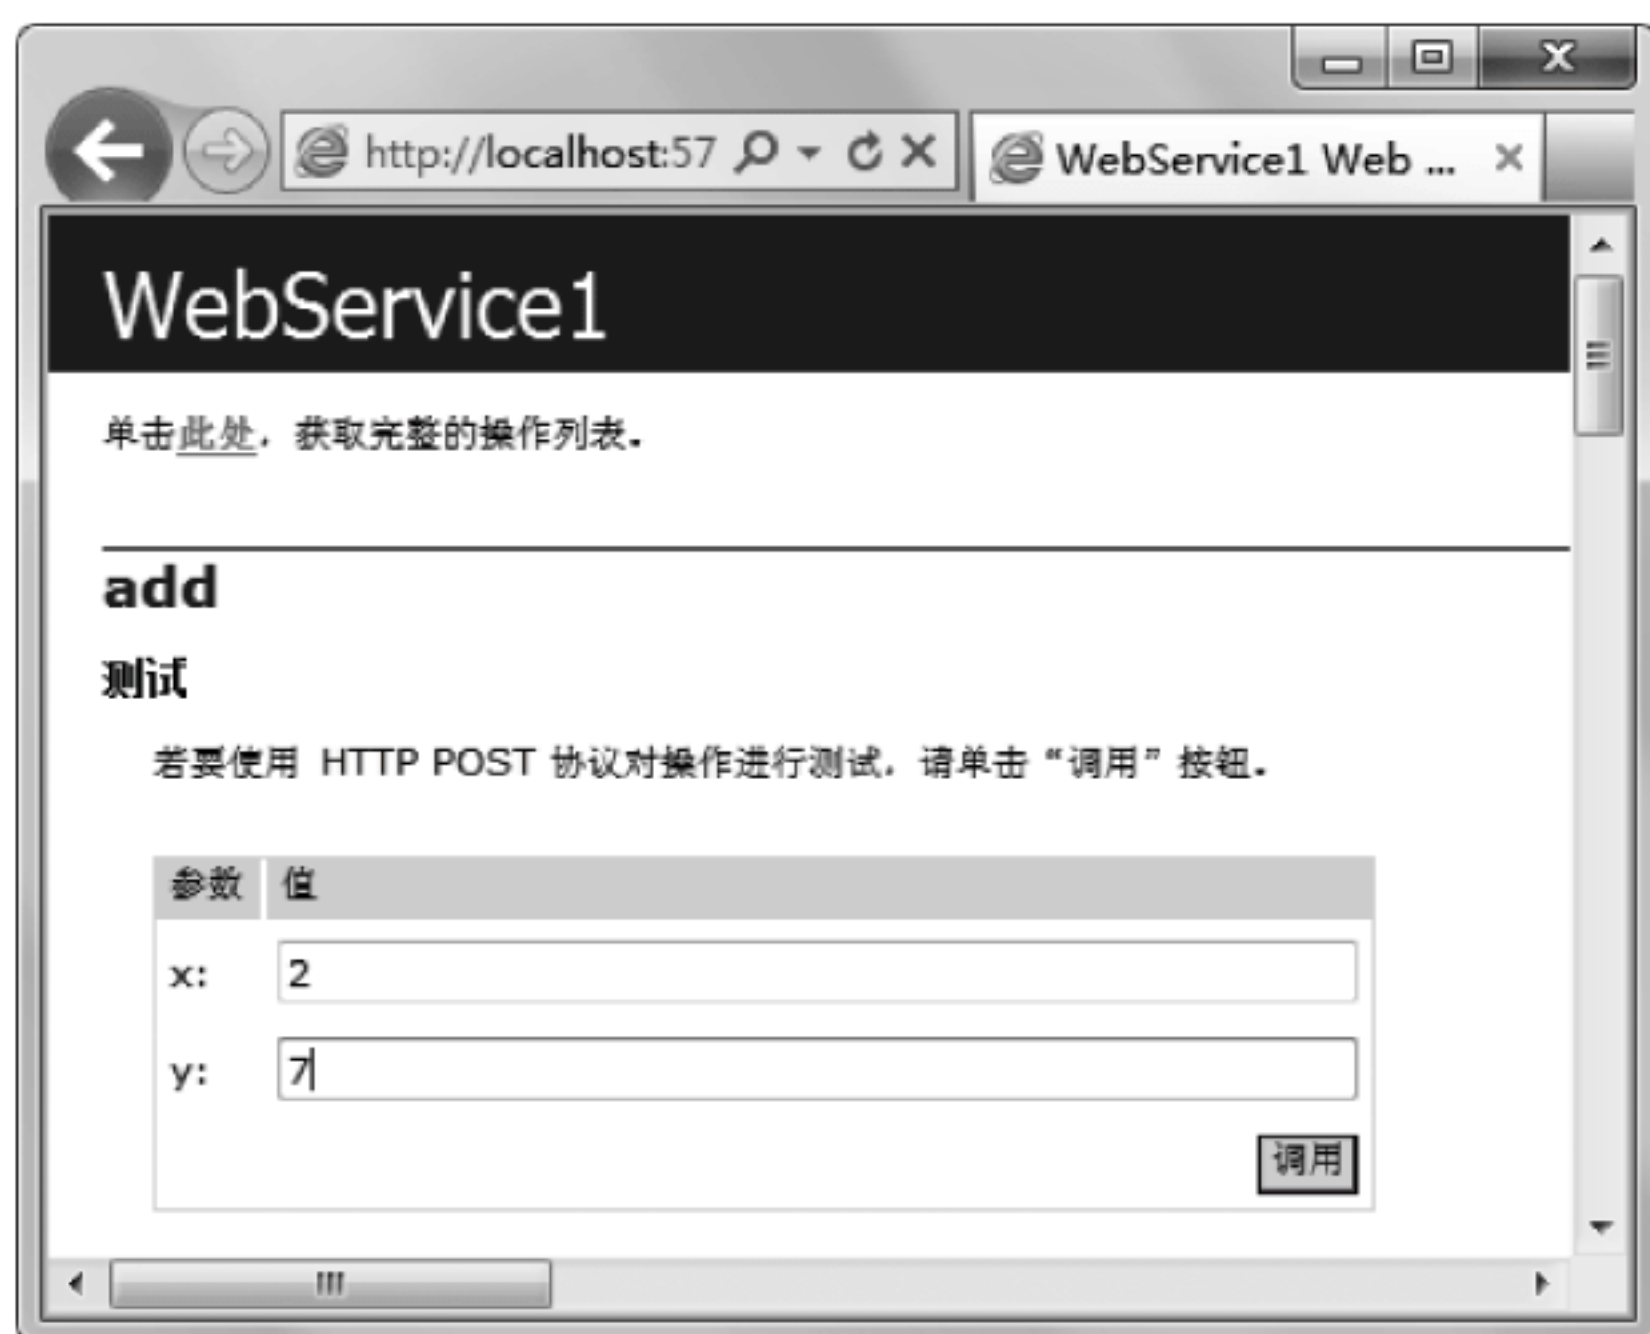 http://localhost:57
WebService1 Web ...
WebService1
单击此处，获取完整的操作列表。
add
测试
若要使用 HTTP POST 协议对操作进行测试，请单击“调用”按钮。
参数 值
x: 2
y: 7
调用